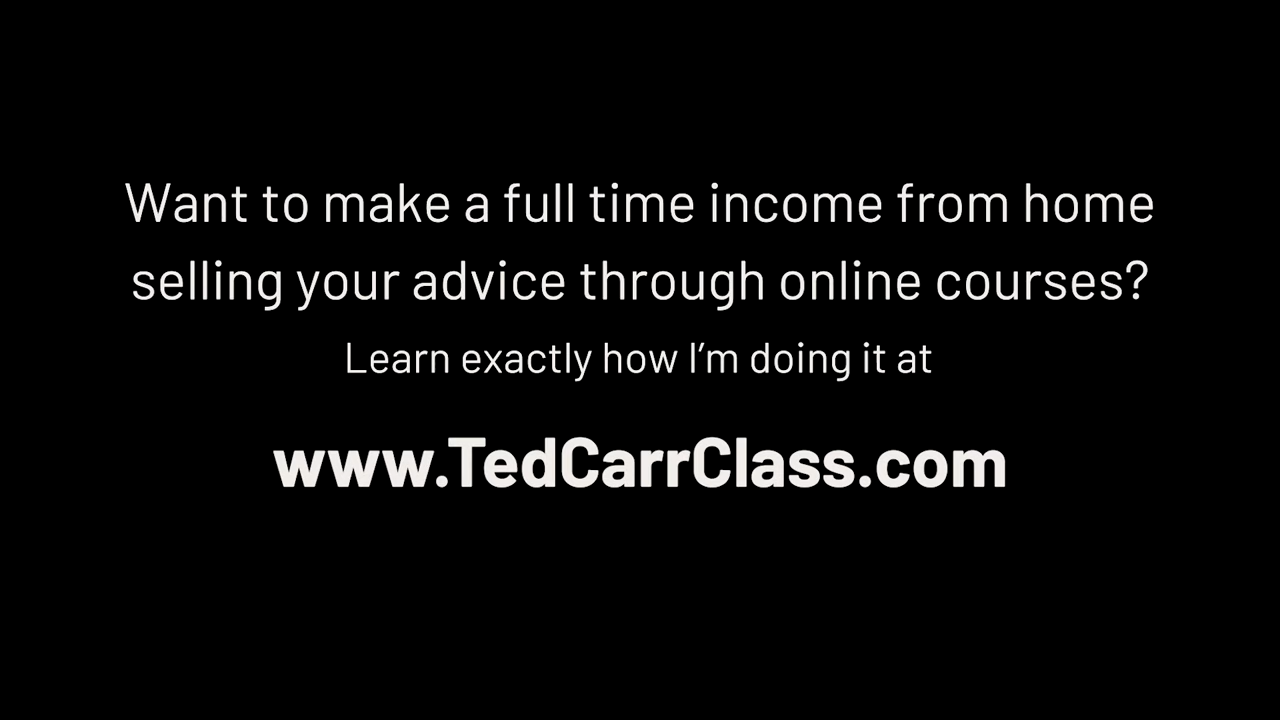 Want to make a full time income from home
selling your advice through online courses?
Learn exactly how I'm doing it at
www.TedCarrClass.com